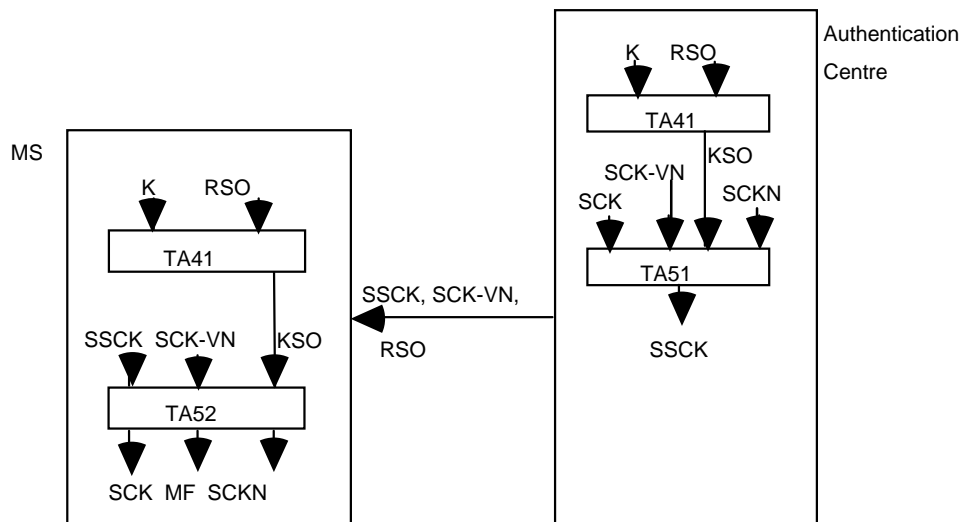 Authentication
Centre
K RSO
TA41
KSO
SCK-VN
SCK SCKN
TA51
SSCK
MS
K RSO
TA41
SSCK SCK-VN KSO
TA52
SCK MF SCKN
SSCK, SCK-VN,
RSO